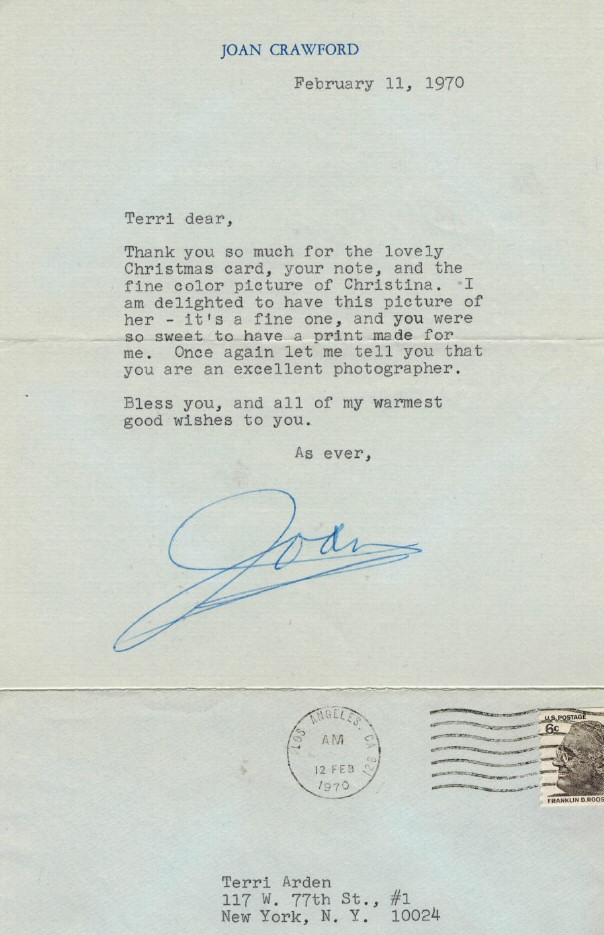 JOAN CRAWFORD
February 11, 1970
Terri dear,
Thank you so much for the lovely
Christmas card, your note, and the
fine color picture of Christina. I
am delighted to have this picture of
her - it's a fine one, and you were
so sweet to have a print made for
me. Once again let me tell you that
you are an excellent photographer.
Bless you, and all of my warmest
good wishes to you.
As ever,
Joan
LOS ANGELES, CA
AM
12 FEB
1970
U.S. POSTAGE
6c
FRANKLIN D. ROOS
Terri Arden
117 W. 77th St., #1
New York, N. Y. 10024